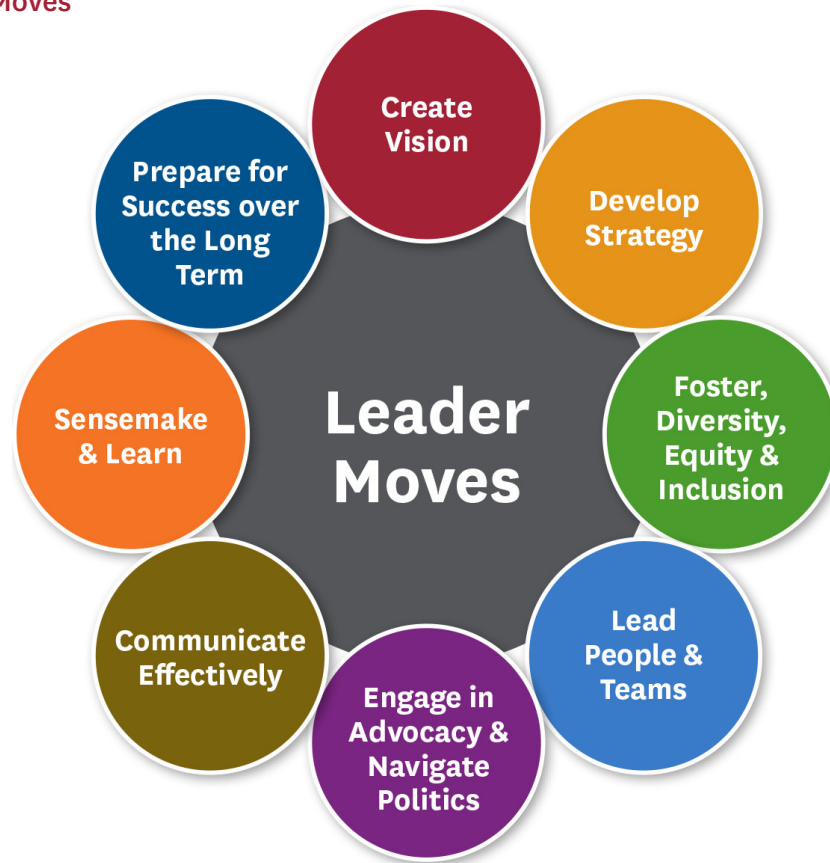 Moves
Create
Vision
Develop
Strategy
Foster,
Diversity,
Equity &
Inclusion
Lead
People &
Teams
Engage in
Advocacy &
Navigate
Politics
Communicate
Effectively
Sensemake
& Learn
Prepare for
Success over
the Long
Term
Leader
Moves